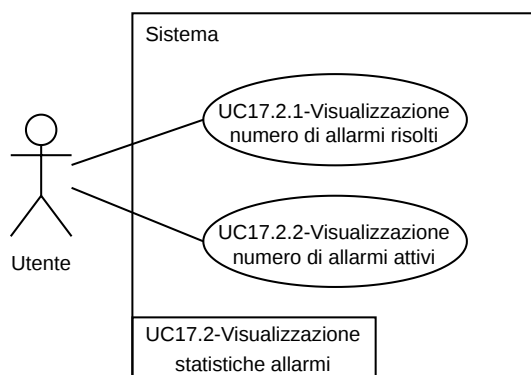 Sistema
UC17.2.1-Visualizzazione
numero di allarmi risolti
UC17.2.2-Visualizzazione
numero di allarmi attivi
Utente
UC17.2-Visualizzazione
statistiche allarmi